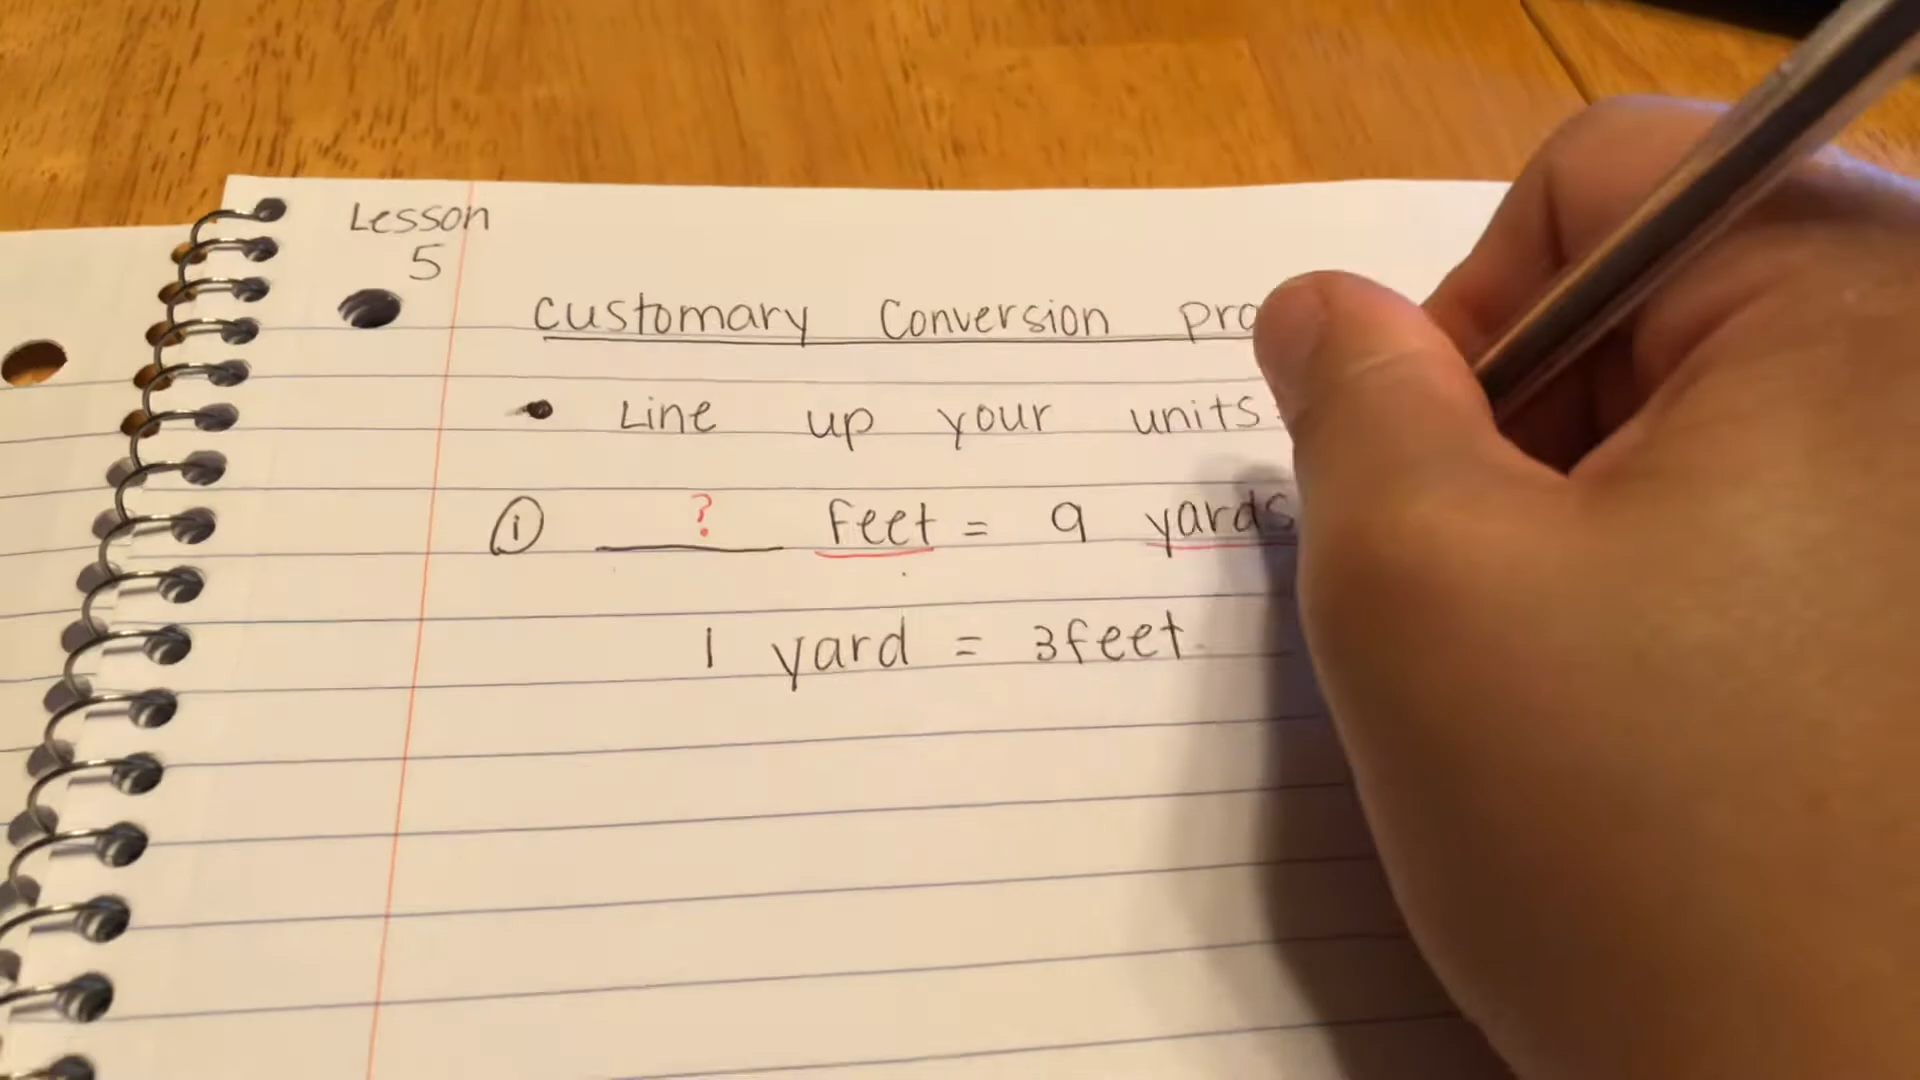 Lesson
5
Customary Conversion
Line up your units
① ? feet = 9 yards
1 yard = 3feet